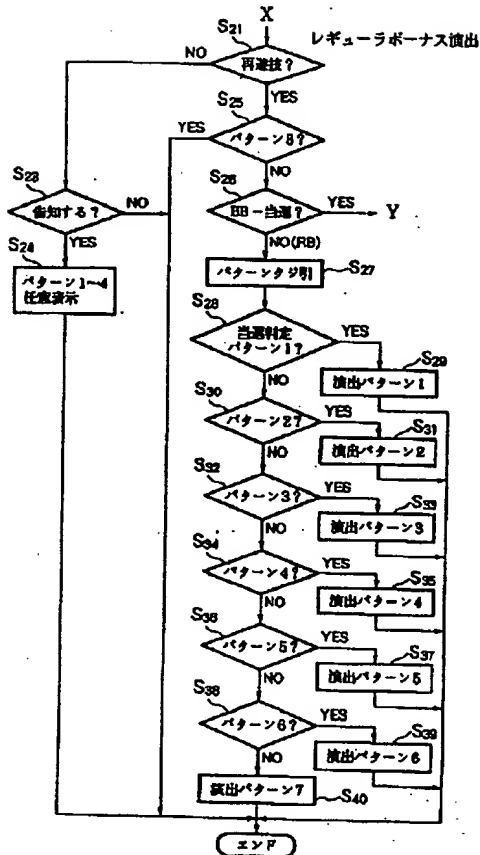 X
レギューラボーナス演出
S21
再遊技?
NO
YES
S25
パターン8?
YES
NO
S23
告知する?
NO
YES
S26
BB-当選?
YES
Y
NO(RB)
S24
パターン1~4
任意表示
パターンクジ引
S27
S28
当選判定
パターン1?
YES
NO
S29
演出パターン1
S30
パターン2?
YES
NO
S31
演出パターン2
S32
パターン3?
YES
NO
S33
演出パターン3
S34
パターン4?
YES
NO
S35
演出パターン4
S36
パターン5?
YES
NO
S37
演出パターン5
S38
パターン6?
YES
NO
S39
演出パターン6
演出パターン7
S40
エンド